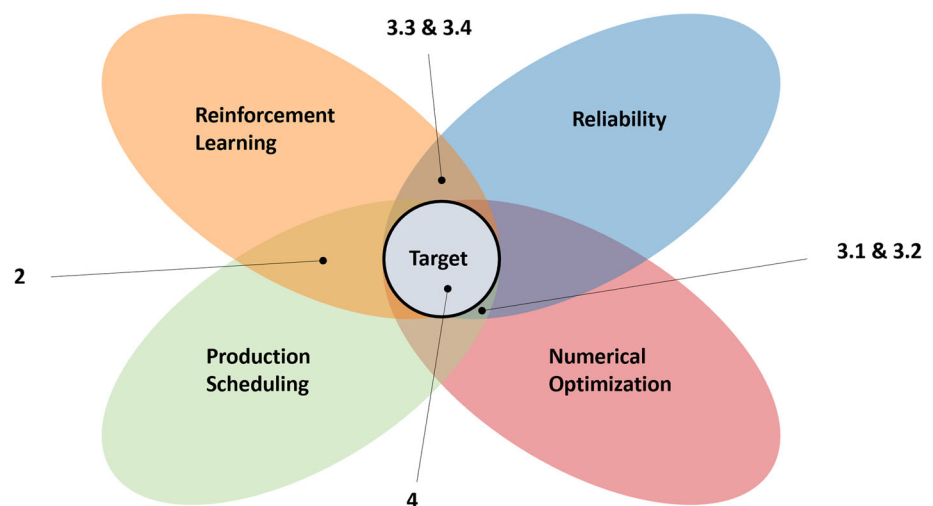 3.3 & 3.4
Reinforcement
Learning
Reliability
3.1 & 3.2
Target
2
Production
Scheduling
Numerical
Optimization
4